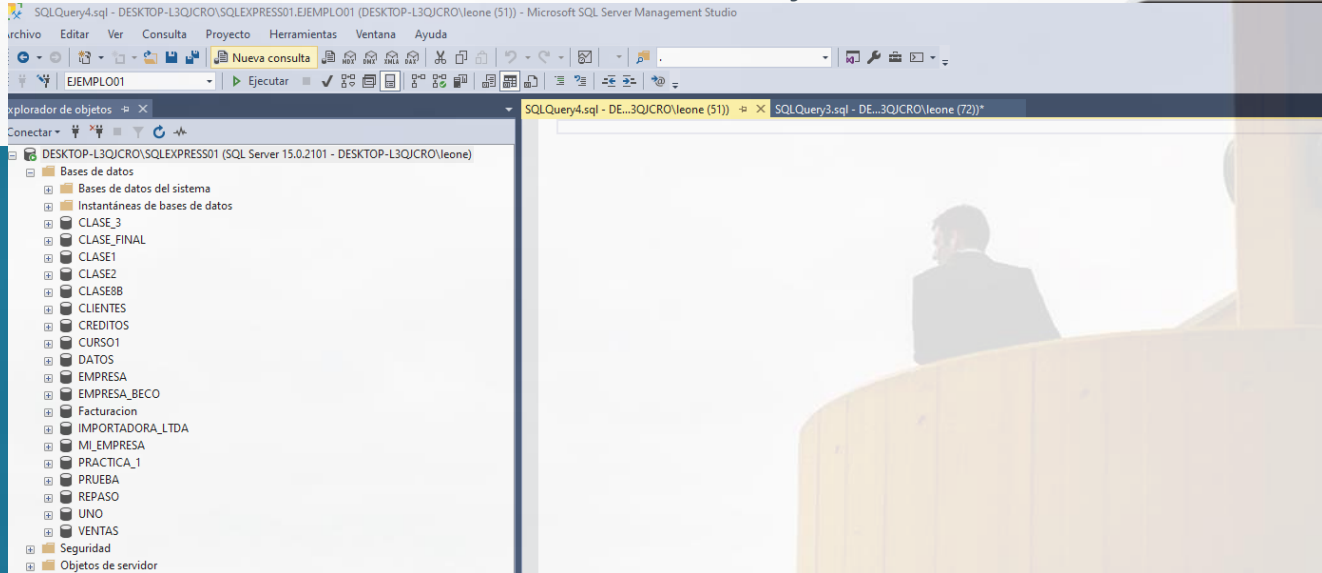 SQLQuery4.sql - DESKTOP-L3QJCRO\SQLEXPRESS01.EJEMPLO01 (DESKTOP-L3QJCRO\leone (51)) - Microsoft SQL Server Management Studio
rchivo Editar Ver Consulta Proyecto Herramientas Ventana Ayuda
Nueva consulta MDX DMX XMLA DAX
EJEMPLO01 Ejecutar
xplorador de objetos
SQLQuery4.sql - DE...3QJCRO\leone (51)) SQLQuery3.sql - DE...3QJCRO\leone (72))*
Conectar
DESKTOP-L3QJCRO\SQLEXPRESS01 (SQL Server 15.0.2101 - DESKTOP-L3QJCRO\leone)
Bases de datos
Bases de datos del sistema
Instantáneas de bases de datos
CLASE_3
CLASE_FINAL
CLASE1
CLASE2
CLASE8B
CLIENTES
CREDITOS
CURSO1
DATOS
EMPRESA
EMPRESA_BECO
Facturacion
IMPORTADORA_LTDA
MI_EMPRESA
PRACTICA_1
PRUEBA
REPASO
UNO
VENTAS
Seguridad
Objetos de servidor